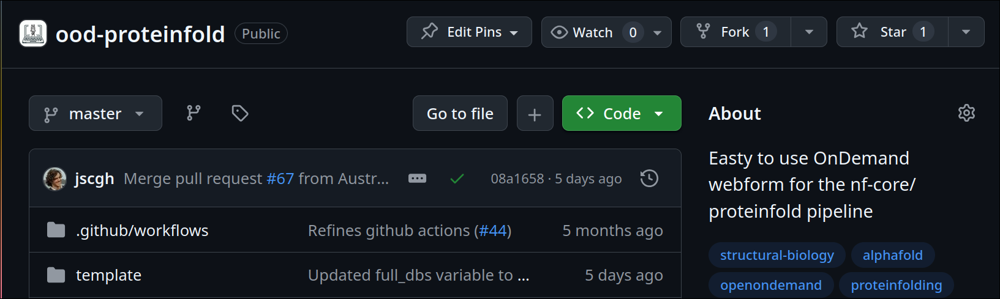 ood-proteinfold Public Edit Pins Watch 0 Fork 1 Star 1
master Go to file + Code About
jscgh Merge pull request #67 from Austr... 08a1658 · 5 days ago
Easty to use OnDemand
webform for the nf-core/
proteinfold pipeline
.github/workflows Refines github actions (#44) 5 months ago
template Updated full_dbs variable to ... 5 days ago
structural-biology alphafold
openondemand proteinfolding